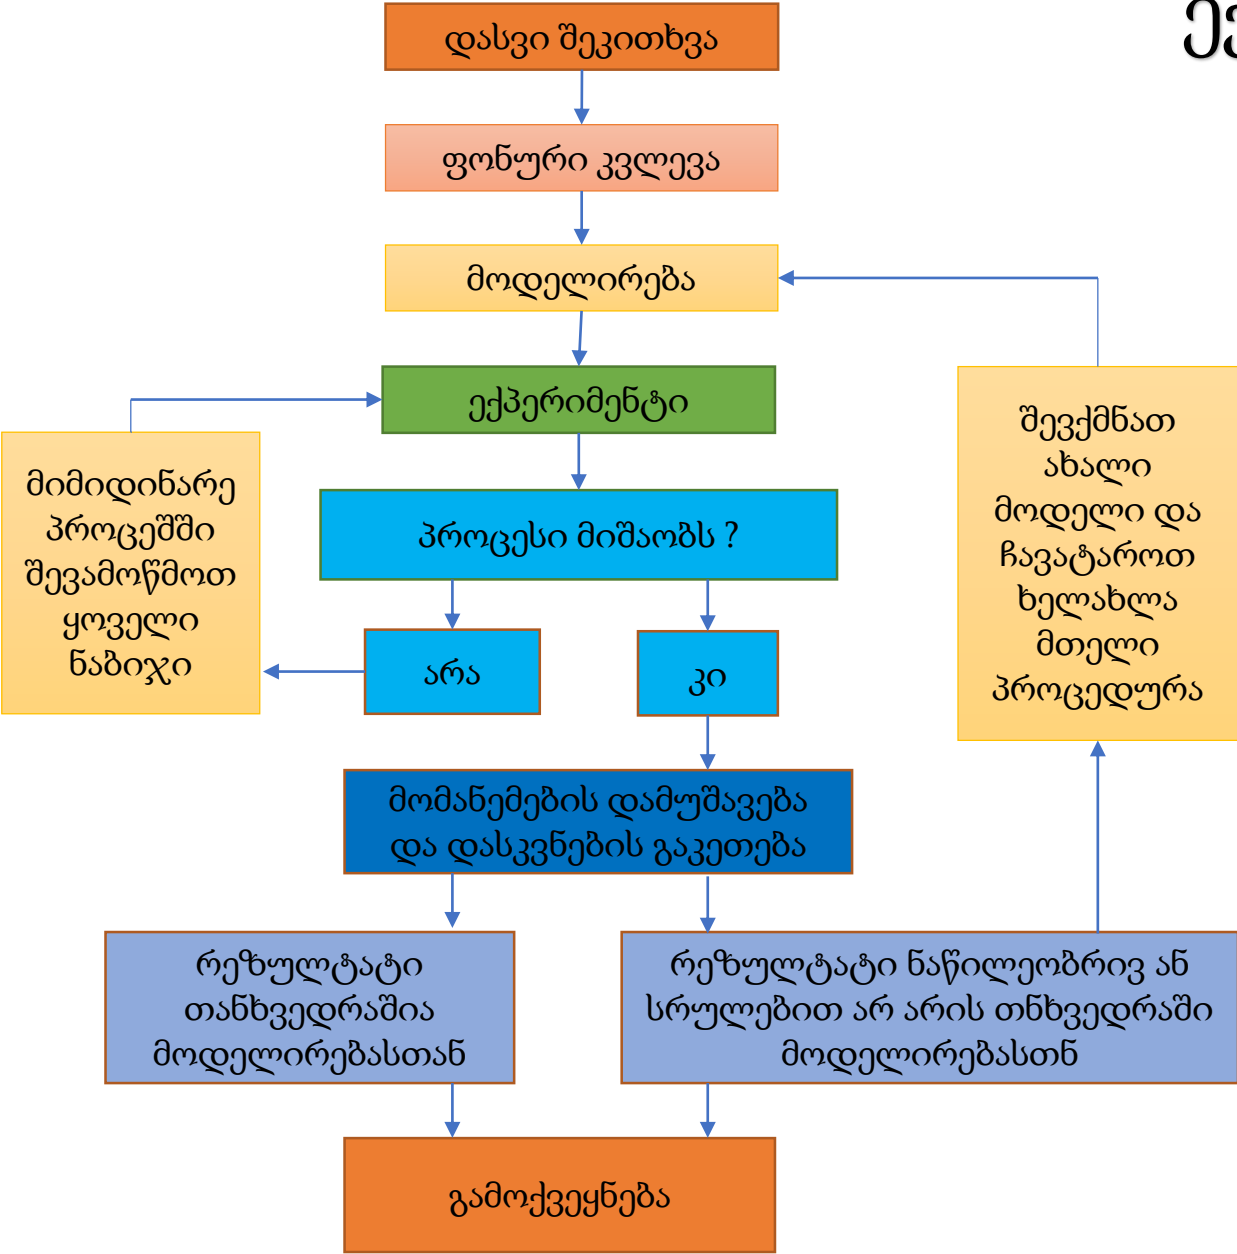 დასვი შეკითხვა
ფონური კვლევა
მოდელირება
ექპერიმენტი
მიმიდინარე
პროცეშში
შევამოწმოთ
ყოველი
ნაბიჯი
შევქმნათ
ახალი
მოდელი და
ჩავატაროთ
ხელახლა
მთელი
პროცედურა
პროცესი მიშაობს ?
არა
კი
მომანემების დამუშავება
და დასკვნების გაკეთება
რეზულტატი
თანხვედრაშია
მოდელირებასთან
რეზულტატი ნაწილეობრივ ან
სრულებით არ არის თნხვედრაში
მოდელირებასთნ
გამოქვეყნება